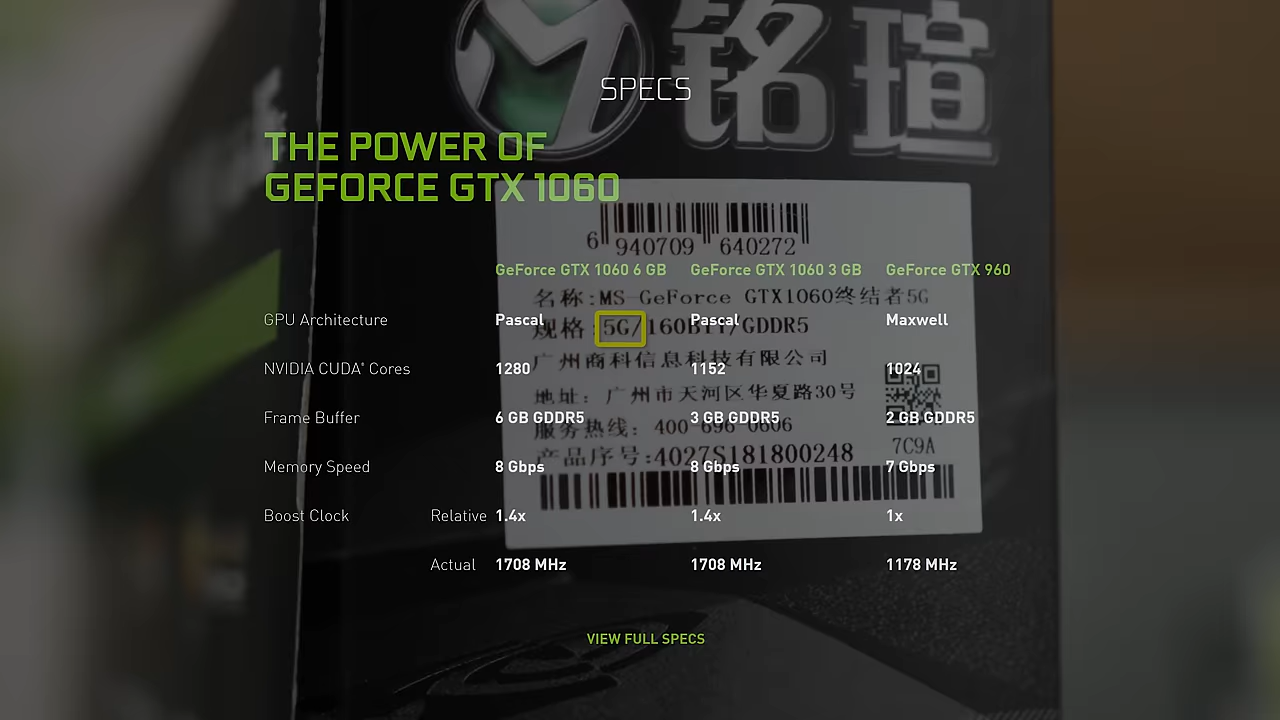 铭瑄
SPECS
THE POWER OF
GEFORCE GTX 1060
6 940709 640272
GeForce GTX 1060 6 GB GeForce GTX 1060 3 GB GeForce GTX 960
名称:MS-GeForce GTX1060终结者5G
GPU Architecture Pascal Pascal Maxwell
规格:5G/160BIT/GDDR5
广州商科信息科技有限公司
NVIDIA CUDA® Cores 1280 1152 1024
地址: 广州市天河区华夏路30号
Frame Buffer 6 GB GDDR5 3 GB GDDR5 2 GB GDDR5
服务热线: 400-696-0606
7C9A
产品序号:4027S181800248
Memory Speed 8 Gbps 8 Gbps 7 Gbps
Boost Clock Relative 1.4x 1.4x 1x
Actual 1708 MHz 1708 MHz 1178 MHz
VIEW FULL SPECS